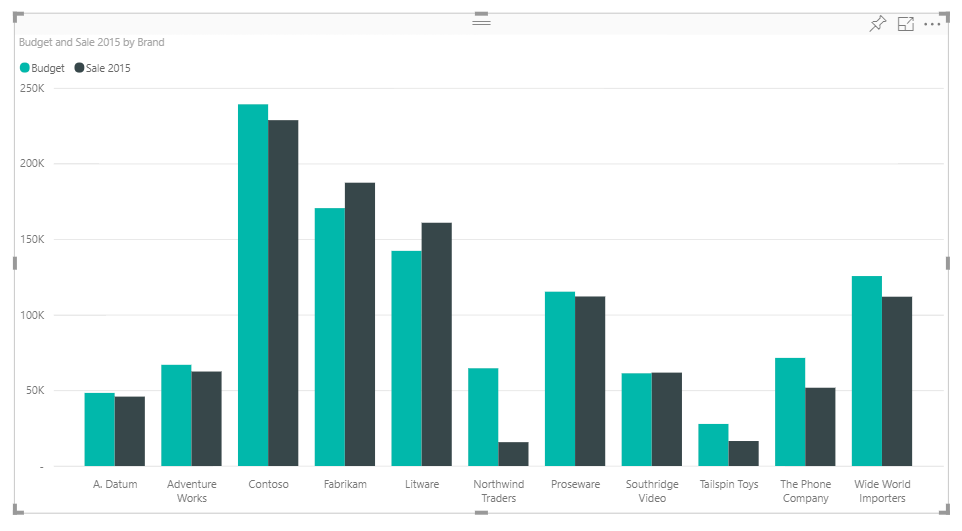 Budget and Sale 2015 by Brand
Budget Sale 2015
250K
200K
150K
100K
50K
-
A. Datum Adventure Contoso Fabrikam Litware Northwind Proseware Southridge Tailspin Toys The Phone Wide World
Works Traders Video Company Importers